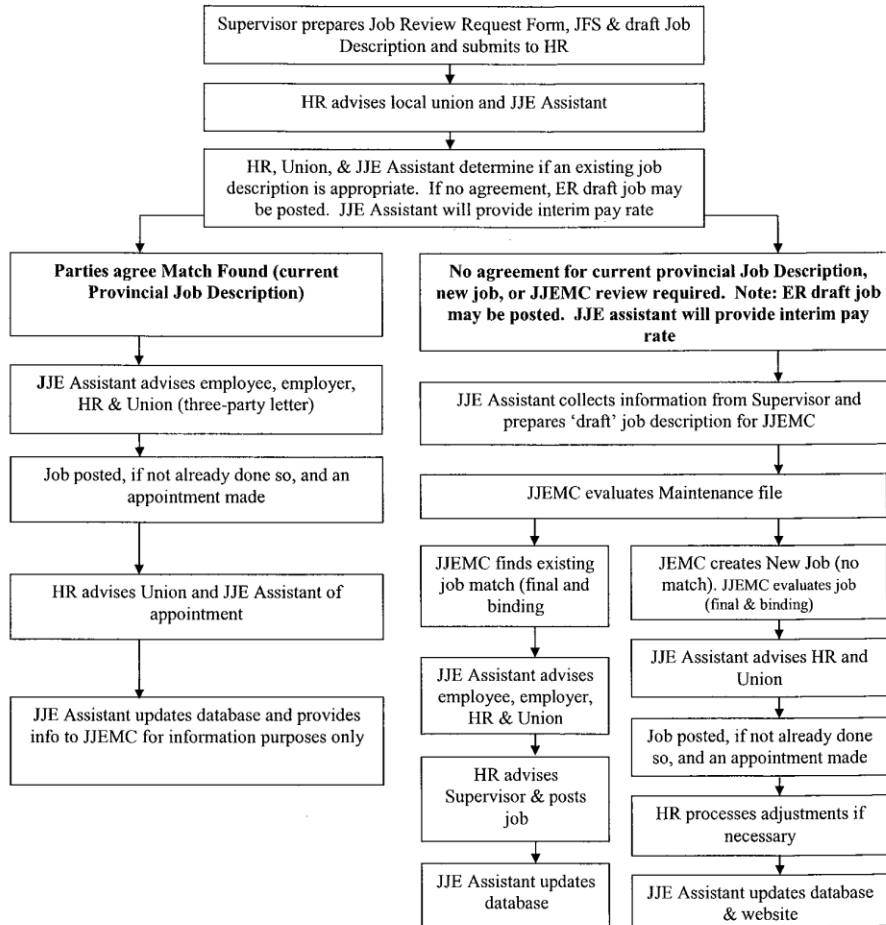 Supervisor prepares Job Review Request Form, JFS & draft Job
Description and submits to HR
HR advises local union and JJE Assistant
HR, Union, & JJE Assistant determine if an existing job
description is appropriate. If no agreement, ER draft job may
be posted. JJE Assistant will provide interim pay rate
Parties agree Match Found (current
Provincial Job Description)
JJE Assistant advises employee, employer,
HR & Union (three-party letter)
Job posted, if not already done so, and an
appointment made
HR advises Union and JJE Assistant of
appointment
JJE Assistant updates database and provides
info to JJEMC for information purposes only
No agreement for current provincial Job Description,
new job, or JJEMC review required. Note: ER draft job
may be posted. JJE assistant will provide interim pay
rate
JJE Assistant collects information from Supervisor and
prepares ‘draft’ job description for JJEMC
JJEMC evaluates Maintenance file
JJEMC finds existing
job match (final and
binding
JJE Assistant advises
employee, employer,
HR & Union
HR advises
Supervisor & posts
job
JJE Assistant updates
database
JEMC creates New Job (no
match). JJEMC evaluates job
(final & binding)
JJE Assistant advises HR and
Union
Job posted, if not already done
so, and an appointment made
HR processes adjustments if
necessary
JJE Assistant updates database
& website